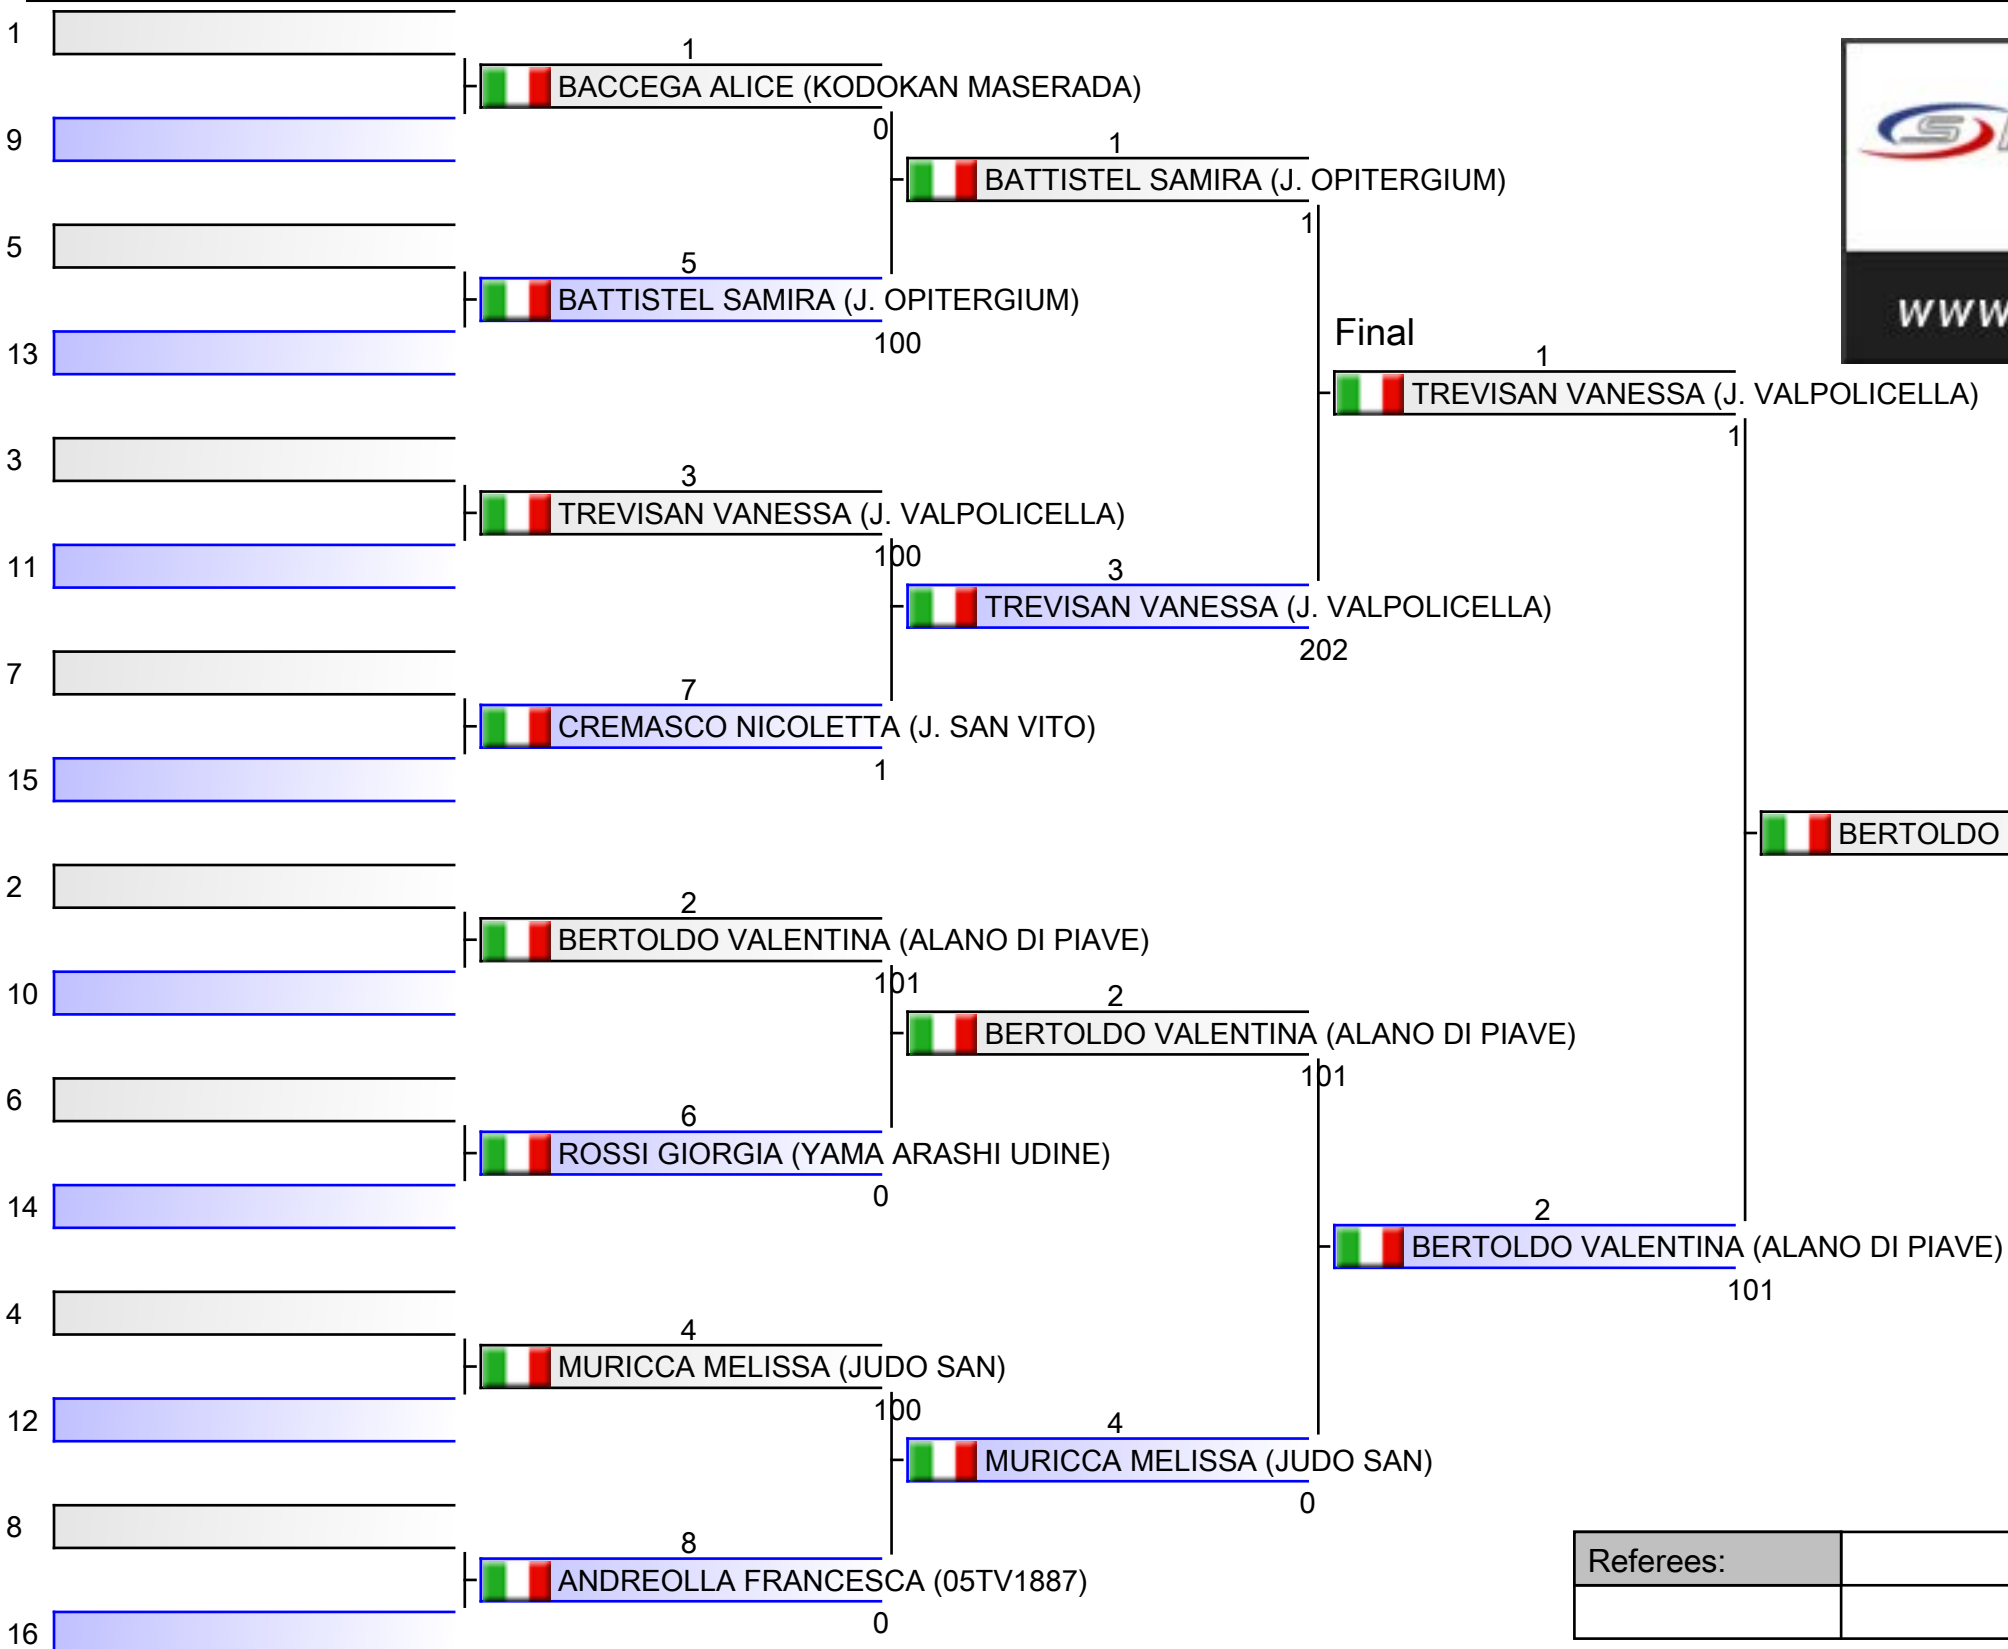 1
1
BACCEGA ALICE (KODOKAN MASERADA)
0
9
1
BATTISTEL SAMIRA (J. OPITERGIUM)
1
5
5
BATTISTEL SAMIRA (J. OPITERGIUM)
100
13
Final
1
TREVISAN VANESSA (J. VALPOLICELLA)
1
3
3
TREVISAN VANESSA (J. VALPOLICELLA)
100
11
3
TREVISAN VANESSA (J. VALPOLICELLA)
202
7
7
CREMASCO NICOLETTA (J. SAN VITO)
1
15
BERTOLDO
2
2
BERTOLDO VALENTINA (ALANO DI PIAVE)
101
10
2
BERTOLDO VALENTINA (ALANO DI PIAVE)
101
6
6
ROSSI GIORGIA (YAMA ARASHI UDINE)
0
14
2
BERTOLDO VALENTINA (ALANO DI PIAVE)
101
4
4
MURICCA MELISSA (JUDO SAN)
100
12
4
MURICCA MELISSA (JUDO SAN)
0
8
8
ANDREOLLA FRANCESCA (05TV1887)
0
16
Referees:
S
www